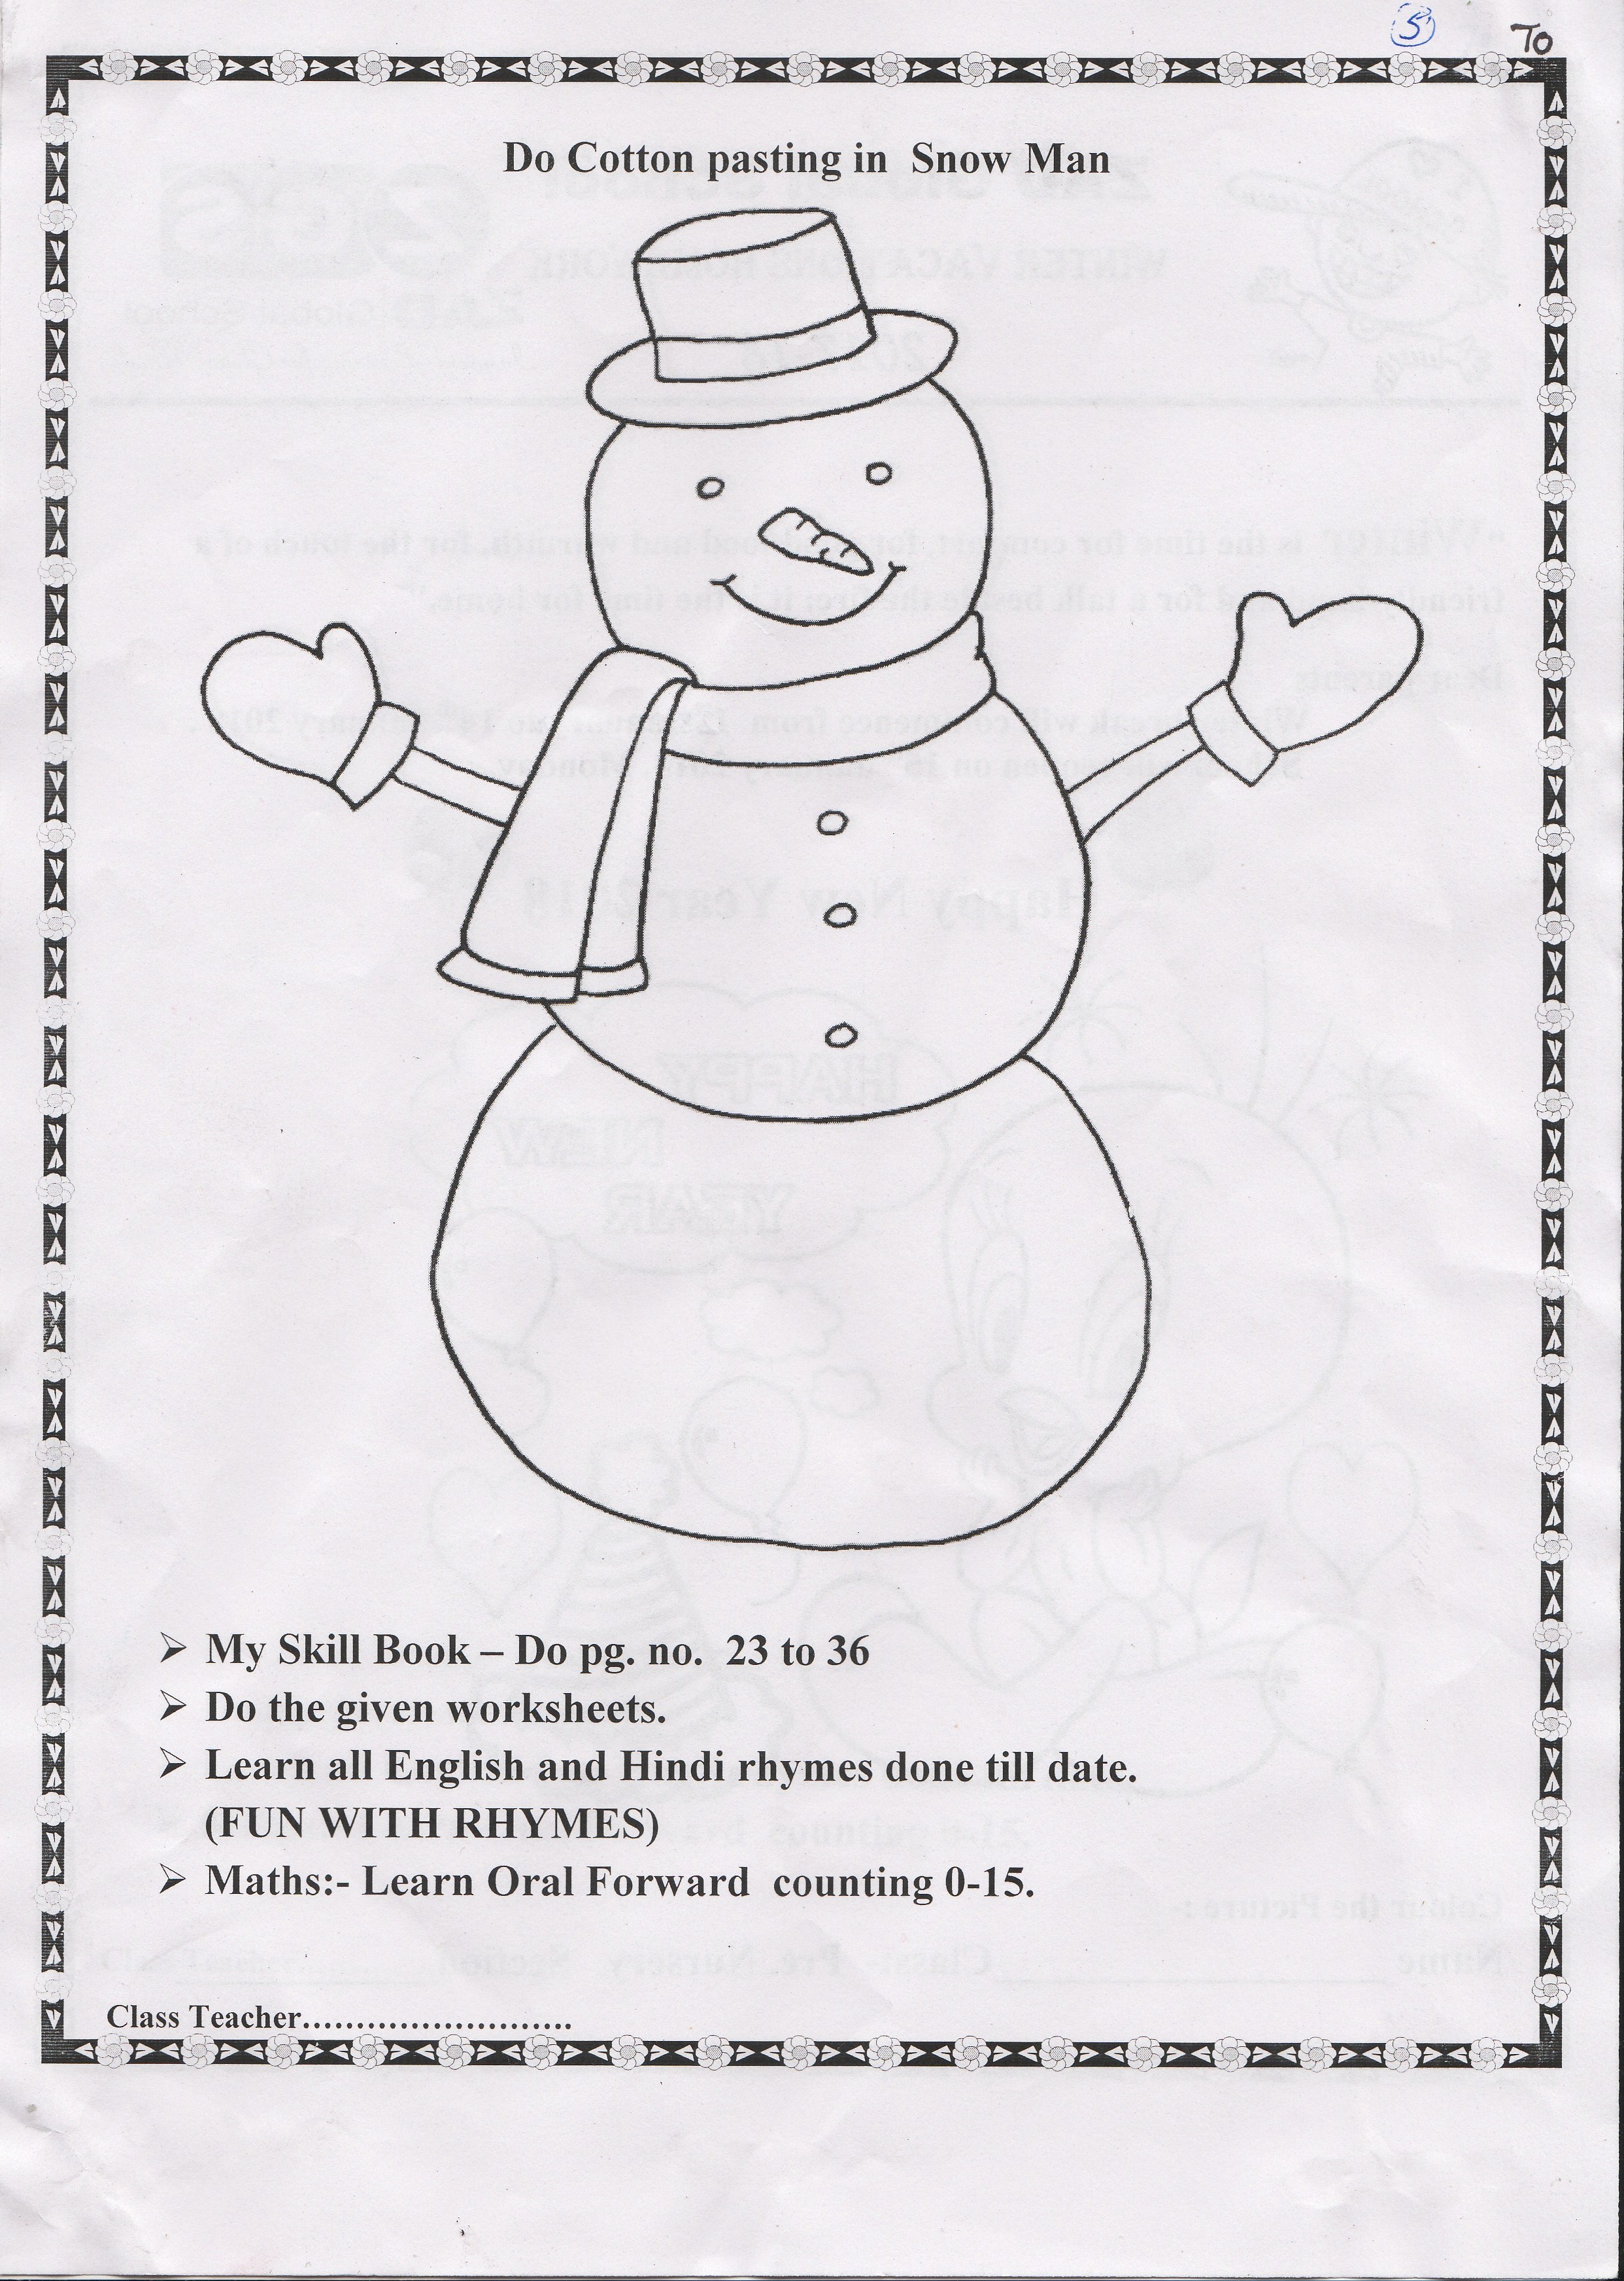 5 TO
Do Cotton pasting in Snow Man
➢ My Skill Book – Do pg. no. 23 to 36
➢ Do the given worksheets.
➢ Learn all English and Hindi rhymes done till date.
(FUN WITH RHYMES)
➢ Maths:- Learn Oral Forward counting 0-15.
Class Teacher.........................